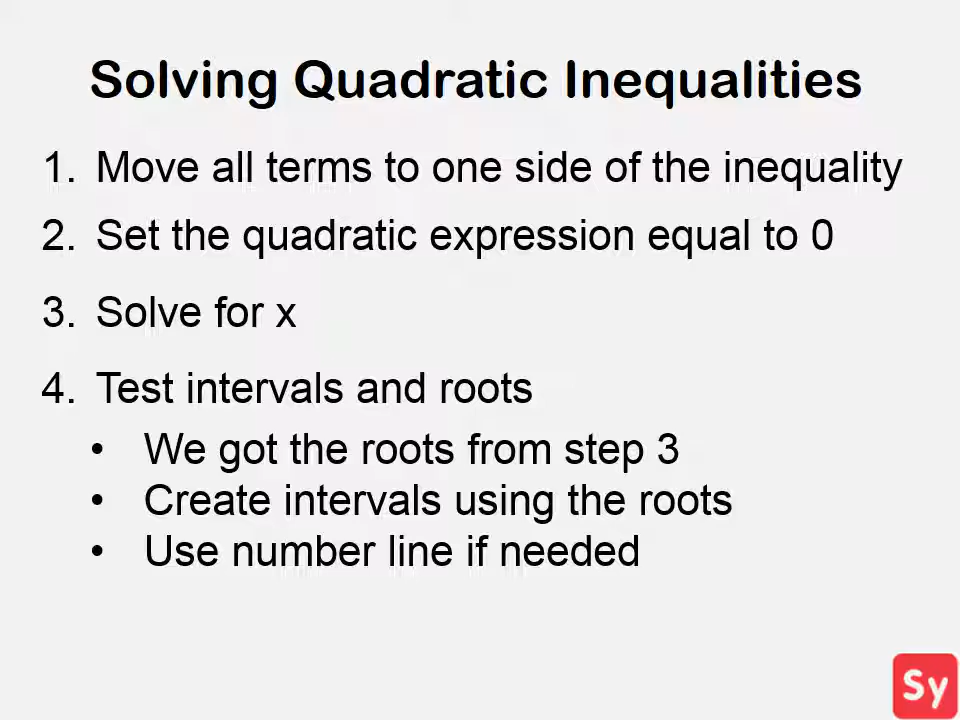 Solving Quadratic Inequalities
1. Move all terms to one side of the inequality
2. Set the quadratic expression equal to 0
3. Solve for x
4. Test intervals and roots
• We got the roots from step 3
• Create intervals using the roots
• Use number line if needed
Sy